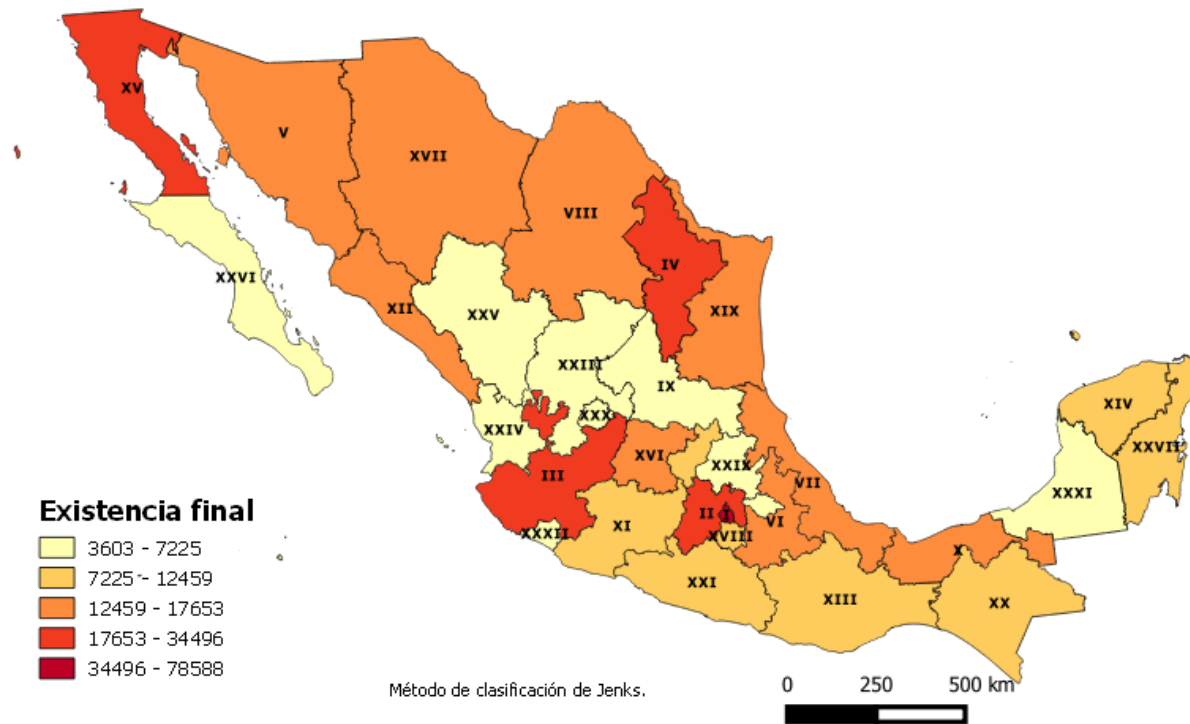 XV
V
XVII
VIII
IV
XXVI
XII
XXV
XIX
XXIII
IX
XXIV
XXX
XIV
XXVII
III
XVI
XXIX
VII
XXXI
XXXII
XI
II
I
VI
XVIII
X
XXI
XIII
XX
Existencia final
3603 - 7225
7225 - 12459
12459 - 17653
17653 - 34496
34496 - 78588
Método de clasificación de Jenks.
0 250 500 km